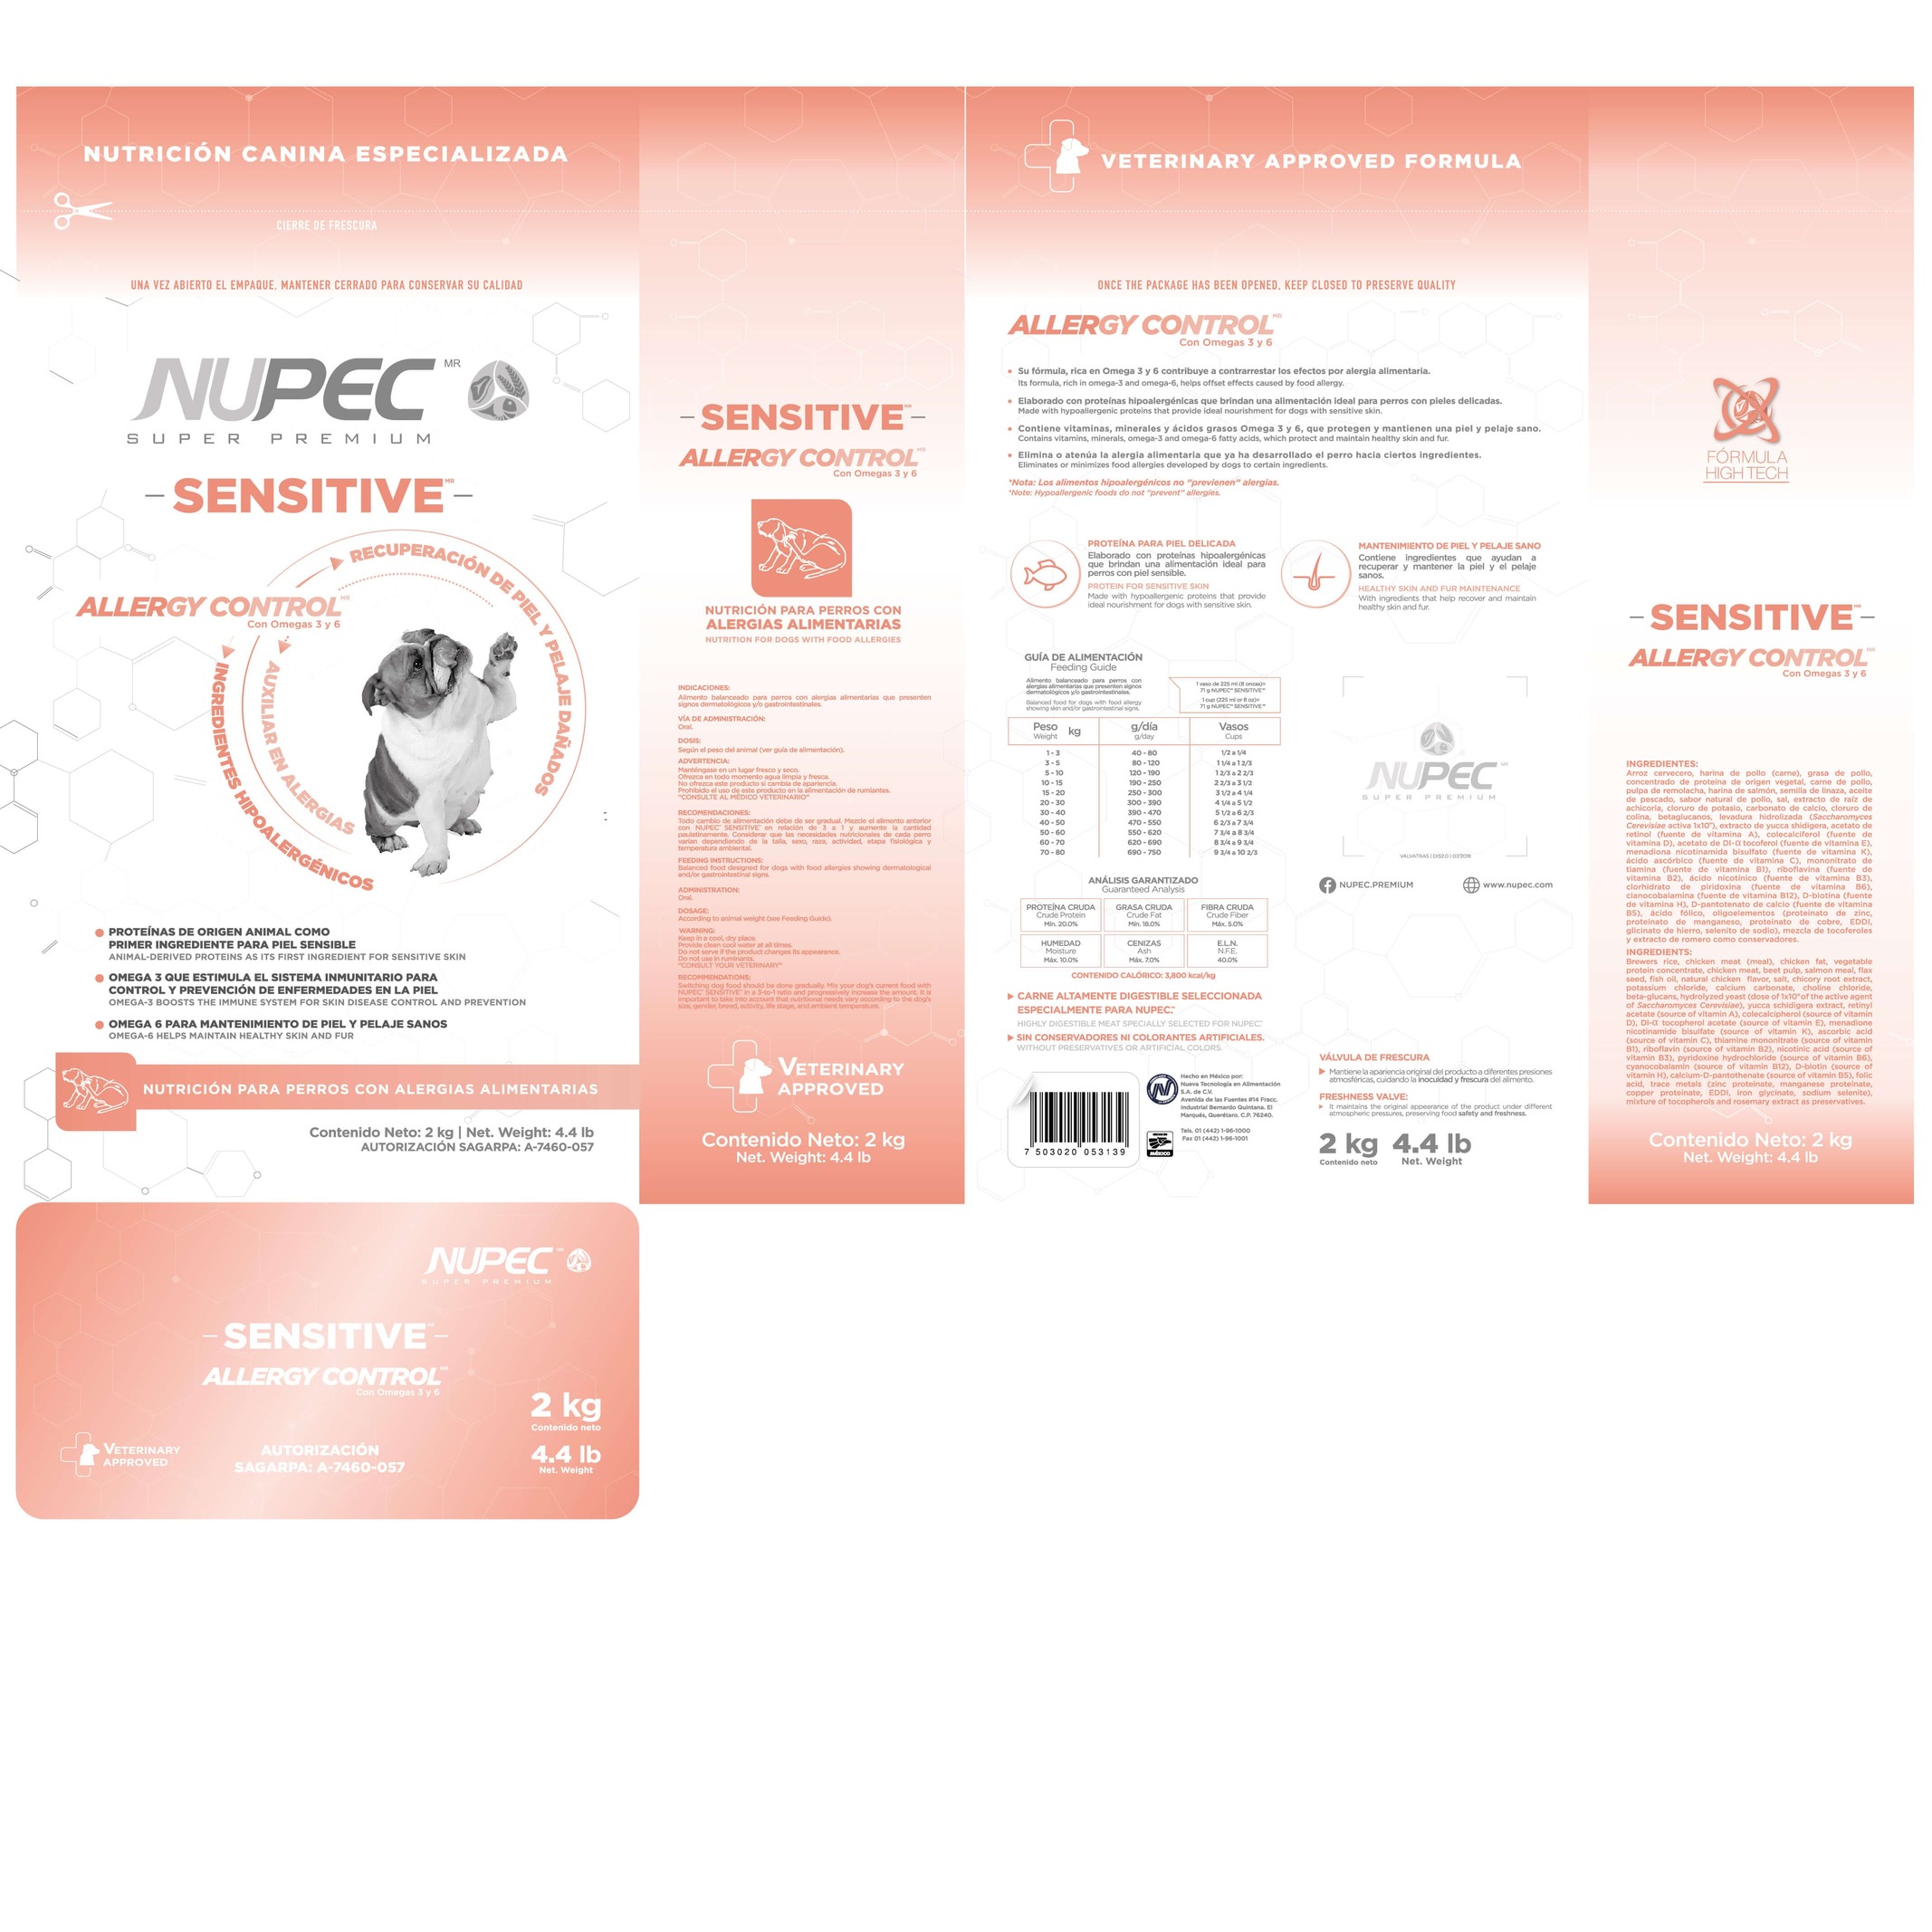 NUTRICIÓN CANINA ESPECIALIZADA
CIERRE DE FRESCURA
UNA VEZ ABIERTO EL EMPAQUE, MANTENER CERRADO PARA CONSERVAR SU CALIDAD
NUPEC MR
SUPER PREMIUM
SENSITIVE MR
ALLERGY CONTROL MR
Con Omegas 3 y 6
RECUPERACIÓN DE PIEL Y PELAJE DAÑADOS
AUXILIAR EN ALERGIAS
INGREDIENTES HIPOALERGÉNICOS
PROTEÍNAS DE ORIGEN ANIMAL COMO
PRIMER INGREDIENTE PARA PIEL SENSIBLE
ANIMAL-DERIVED PROTEINS AS ITS FIRST INGREDIENT FOR SENSITIVE SKIN
OMEGA 3 QUE ESTIMULA EL SISTEMA INMUNITARIO PARA
CONTROL Y PREVENCIÓN DE ENFERMEDADES EN LA PIEL
OMEGA-3 BOOSTS THE IMMUNE SYSTEM FOR SKIN DISEASE CONTROL AND PREVENTION
OMEGA 6 PARA MANTENIMIENTO DE PIEL Y PELAJE SANOS
OMEGA-6 HELPS MAINTAIN HEALTHY SKIN AND FUR
NUTRICIÓN PARA PERROS CON ALERGIAS ALIMENTARIAS
Contenido Neto: 2 kg | Net. Weight: 4.4 lb
AUTORIZACIÓN SAGARPA: A-7460-057
SENSITIVE MR
ALLERGY CONTROL MR
Con Omegas 3 y 6
NUTRICIÓN PARA PERROS CON
ALERGIAS ALIMENTARIAS
NUTRITION FOR DOGS WITH FOOD ALLERGIES
INDICACIONES:
Alimento balanceado para perros con alergias alimentarias que presenten
signos dermatológicos y/o gastrointestinales.
VÍA DE ADMINISTRACIÓN:
Oral.
DOSIS:
Según el peso del animal (ver guía de alimentación).
ADVERTENCIA:
Manténgase en un lugar fresco y seco.
Ofrezca en todo momento agua limpia y fresca.
No ofrezca este producto si cambia de apariencia.
Prohibido el uso de este producto en la alimentación de rumiantes.
"CONSULTE AL MÉDICO VETERINARIO"
RECOMENDACIONES:
Todo cambio de alimentación debe de ser gradual. Mezcle el alimento anterior
con NUPEC SENSITIVE en relación de 3 a 1 y aumente la cantidad
paulatinamente. Considerar que las necesidades nutricionales de cada perro
varían dependiendo de la talla, sexo, raza, actividad, etapa fisiológica y
temperatura ambiental.
FEEDING INSTRUCTIONS:
Balanced food designed for dogs with food allergies showing dermatological
and/or gastrointestinal signs.
ADMINISTRATION:
Oral.
DOSAGE:
According to animal weight (see Feeding Guide).
WARNING:
Keep in a cool, dry place.
Provide clean cool water at all times.
Do not serve if the product changes its appearance.
Do not use in ruminants.
"CONSULT YOUR VETERINARY"
RECOMMENDATIONS:
Switching dog food should be done gradually. Mix your dog's current food with
NUPEC SENSITIVE in a 3-to-1 ratio and progressively increase the amount. It is
important to take into account that nutritional needs vary according to the dog's
size, gender, breed, activity, life stage, and ambient temperature.
VETERINARY
APPROVED
Contenido Neto: 2 kg
Net. Weight: 4.4 lb
VETERINARY APPROVED FORMULA
ONCE THE PACKAGE HAS BEEN OPENED, KEEP CLOSED TO PRESERVE QUALITY
ALLERGY CONTROL MR
Con Omegas 3 y 6
Su fórmula, rica en Omega 3 y 6 contribuye a contrarrestar los efectos por alergia alimentaria.
Its formula, rich in omega-3 and omega-6, helps offset effects caused by food allergy.
Elaborado con proteínas hipoalergénicas que brindan una alimentación ideal para perros con pieles delicadas.
Made with hypoallergenic proteins that provide ideal nourishment for dogs with sensitive skin.
Contiene vitaminas, minerales y ácidos grasos Omega 3 y 6, que protegen y mantienen una piel y pelaje sano.
Contains vitamins, minerals, omega-3 and omega-6 fatty acids, which protect and maintain healthy skin and fur.
Elimina o atenúa la alergia alimentaria que ya ha desarrollado el perro hacia ciertos ingredientes.
Eliminates or minimizes food allergies developed by dogs to certain ingredients.
*Nota: Los alimentos hipoalergénicos no "previenen" alergias.
*Note: Hypoallergenic foods do not "prevent" allergies.
PROTEÍNA PARA PIEL DELICADA
Elaborado con proteínas hipoalergénicas
que brindan una alimentación ideal para
perros con piel sensible.
PROTEIN FOR SENSITIVE SKIN
Made with hypoallergenic proteins that provide
ideal nourishment for dogs with sensitive skin.
MANTENIMIENTO DE PIEL Y PELAJE SANO
Contiene ingredientes que ayudan a
recuperar y mantener la piel y el pelaje
sanos.
HEALTHY SKIN AND FUR MAINTENANCE
With ingredients that help recover and maintain
healthy skin and fur.
GUÍA DE ALIMENTACIÓN
Feeding Guide
Alimento balanceado para perros con
alergias alimentarias que presenten signos
dermatológicos y/o gastrointestinales.
Balanced food for dogs with food allergy
showing skin and/or gastrointestinal signs.
1 vaso de 225 ml (8 onzas)=
71 g NUPEC SENSITIVE
1 cup (225 ml or 8 oz)=
71 g NUPEC SENSITIVE
Peso kg g/día Vasos
Weight g/day Cups
1 - 3 40 - 80 1/2 a 1/4
3 - 5 80 - 120 1 1/4 a 1 2/3
5 - 10 120 - 190 1 2/3 a 2 2/3
10 - 15 190 - 250 2 2/3 a 3 1/2
15 - 20 250 - 300 3 1/2 a 4 1/4
20 - 30 300 - 390 4 1/4 a 5 1/2
30 - 40 390 - 470 5 1/2 a 6 2/3
40 - 50 470 - 550 6 2/3 a 7 3/4
50 - 60 550 - 620 7 3/4 a 8 3/4
60 - 70 620 - 690 8 3/4 a 9 3/4
70 - 80 690 - 750 9 3/4 a 10 2/3
ANÁLISIS GARANTIZADO
Guaranteed Analysis
PROTEÍNA CRUDA GRASA CRUDA FIBRA CRUDA
Crude Protein Crude Fat Crude Fiber
Mín. 20.0% Mín. 18.0% Máx. 5.0%
HUMEDAD CENIZAS E.L.N.
Moisture Ash N.F.E.
Máx. 10.0% Máx. 7.0% 40.0%
CONTENIDO CALÓRICO: 3,800 kcal/kg
CARNE ALTAMENTE DIGESTIBLE SELECCIONADA
ESPECIALMENTE PARA NUPEC.
HIGHLY DIGESTIBLE MEAT SPECIALLY SELECTED FOR NUPEC.
SIN CONSERVADORES NI COLORANTES ARTIFICIALES.
WITHOUT PRESERVATIVES OR ARTIFICIAL COLORS.
7 503020 053139
HECHO EN
MÉXICO
Hecho en México por:
Nueva Tecnología en Alimentación
S.A. de C.V.
Avenida de las Fuentes #14 Fracc.
Industrial Bernardo Quintana. El
Marqués, Querétaro. C.P. 76240.
Tels. 01 (442) 1-96-1000
Fax 01 (442) 1-96-1001
NUPEC MR
SUPER PREMIUM
VALVATRAS | DIS2.0 | 03'2018
NUPEC.PREMIUM
www.nupec.com
VÁLVULA DE FRESCURA
Mantiene la apariencia original del producto a diferentes presiones
atmosféricas, cuidando la inocuidad y frescura del alimento.
FRESHNESS VALVE:
It maintains the original appearance of the product under different
atmospheric pressures, preserving food safety and freshness.
2 kg 4.4 lb
Contenido neto Net. Weight
FÓRMULA
HIGH TECH
SENSITIVE MR
ALLERGY CONTROL MR
Con Omegas 3 y 6
INGREDIENTES:
Arroz cervecero, harina de pollo (carne), grasa de pollo,
concentrado de proteína de origen vegetal, carne de pollo,
pulpa de remolacha, harina de salmón, semilla de linaza, aceite
de pescado, sabor natural de pollo, sal, extracto de raíz de
achicoria, cloruro de potasio, carbonato de calcio, cloruro de
colina, betaglucanos, levadura hidrolizada (Saccharomyces
Cerevisiae activa 1x10), extracto de yucca shidigera, acetato de
retinol (fuente de vitamina A), colecalciferol (fuente de
vitamina D), acetato de Dl-α tocoferol (fuente de vitamina E),
menadiona nicotinamida bisulfato (fuente de vitamina K),
ácido ascórbico (fuente de vitamina C), mononitrato de
tiamina (fuente de vitamina B1), riboflavina (fuente de
vitamina B2), ácido nicotínico (fuente de vitamina B3),
clorhidrato de piridoxina (fuente de vitamina B6),
cianocobalamina (fuente de vitamina B12), D-biotina (fuente
de vitamina H), D-pantotenato de calcio (fuente de vitamina
B5), ácido fólico, oligoelementos (proteinato de zinc,
proteinato de manganeso, proteinato de cobre, EDDI,
glicinato de hierro, selenito de sodio), mezcla de tocoferoles
y extracto de romero como conservadores.
INGREDIENTS:
Brewers rice, chicken meat (meal), chicken fat, vegetable
protein concentrate, chicken meat, beet pulp, salmon meal, flax
seed, fish oil, natural chicken flavor, salt, chicory root extract,
potassium chloride, calcium carbonate, choline chloride,
beta-glucans, hydrolyzed yeast (dose of 1x10 of the active agent
of Saccharomyces Cerevisiae), yucca schidigera extract, retinyl
acetate (source of vitamin A), colecalcipherol (source of vitamin
D), Dl-α tocopherol acetate (source of vitamin E), menadione
nicotinamide bisulfate (source of vitamin K), ascorbic acid
(source of vitamin C), thiamine mononitrate (source of vitamin
B1), riboflavin (source of vitamin B2), nicotinic acid (source of
vitamin B3), pyridoxine hydrochloride (source of vitamin B6),
cyanocobalamin (source of vitamin B12), D-biotin (source of
vitamin H), calcium-D-pantothenate (source of vitamin B5), folic
acid, trace metals (zinc proteinate, manganese proteinate,
copper proteinate, EDDI, iron glycinate, sodium selenite),
mixture of tocopherols and rosemary extract as preservatives.
Contenido Neto: 2 kg
Net. Weight: 4.4 lb
NUPEC MR
SUPER PREMIUM
SENSITIVE MR
ALLERGY CONTROL MR
Con Omegas 3 y 6
2 kg
Contenido neto
4.4 lb
Net. Weight
VETERINARY
APPROVED
AUTORIZACIÓN
SAGARPA: A-7460-057